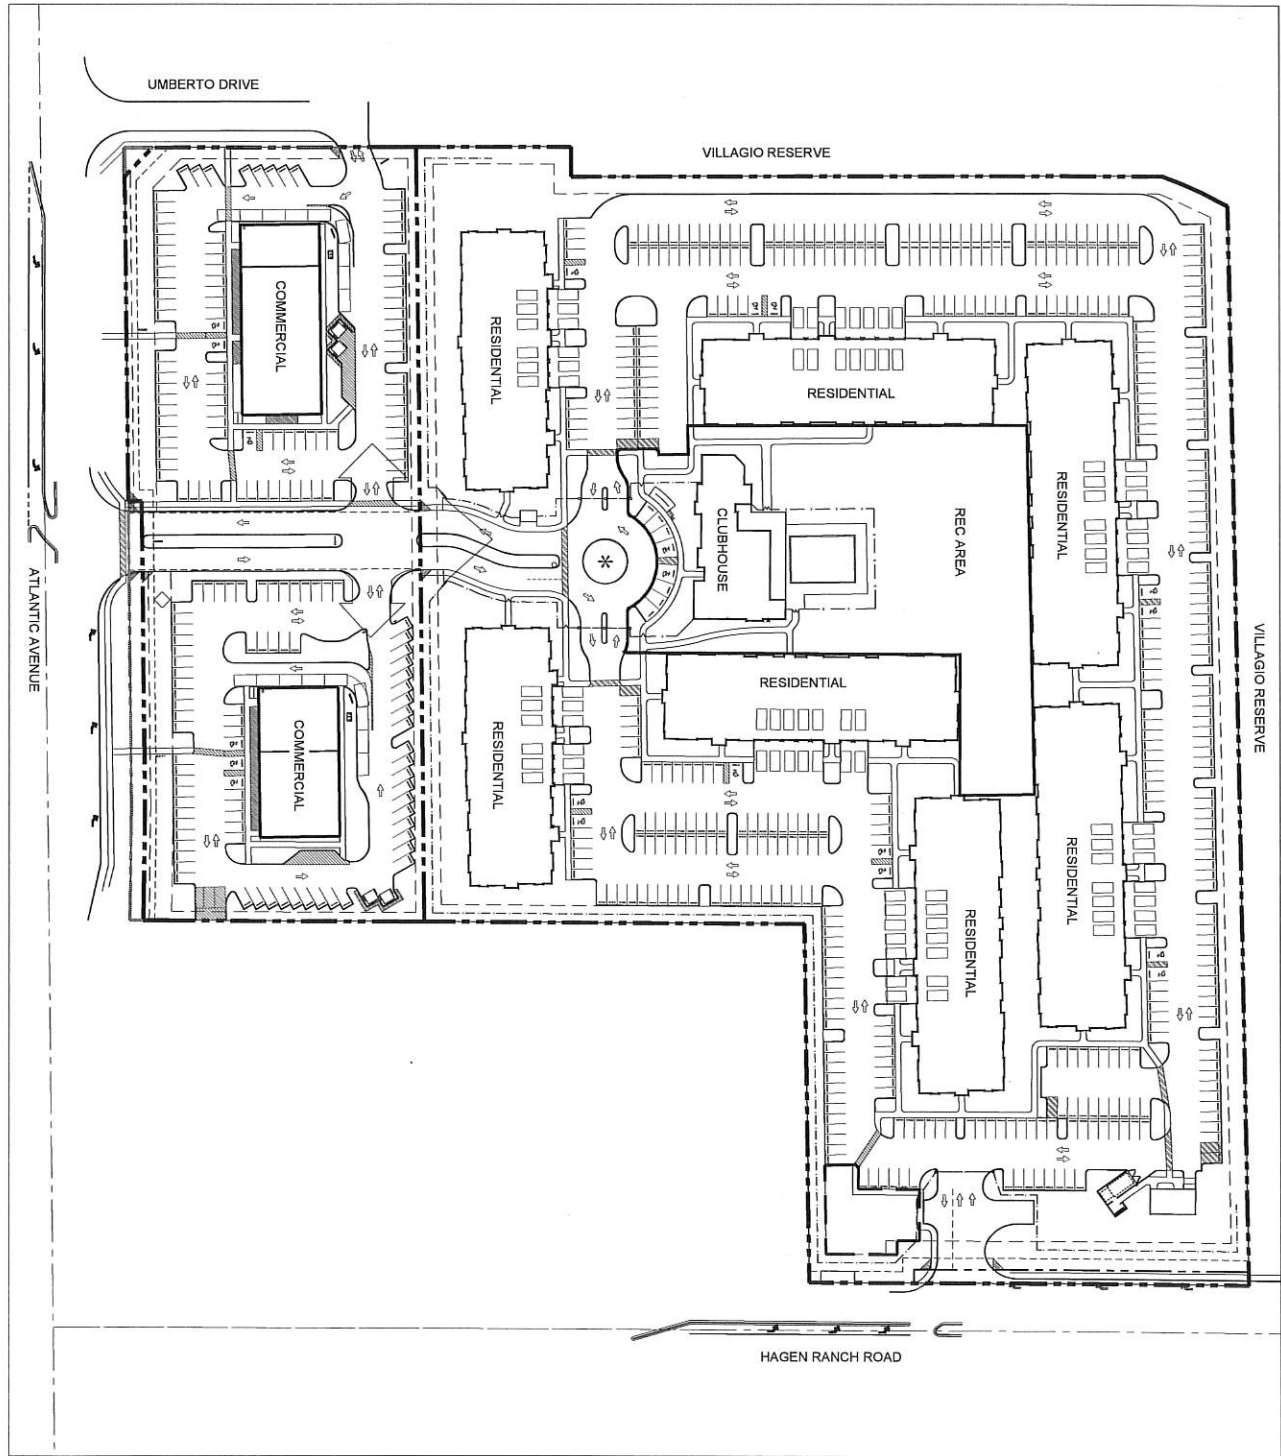 UMBERTO DRIVE
VILLAGIO RESERVE
COMMERCIAL
RESIDENTIAL
RESIDENTIAL
RESIDENTIAL
CLUBHOUSE
REC AREA
ATLANTIC AVENUE
VILLAGIO RESERVE
COMMERCIAL
RESIDENTIAL
RESIDENTIAL
RESIDENTIAL
RESIDENTIAL
HAGEN RANCH ROAD